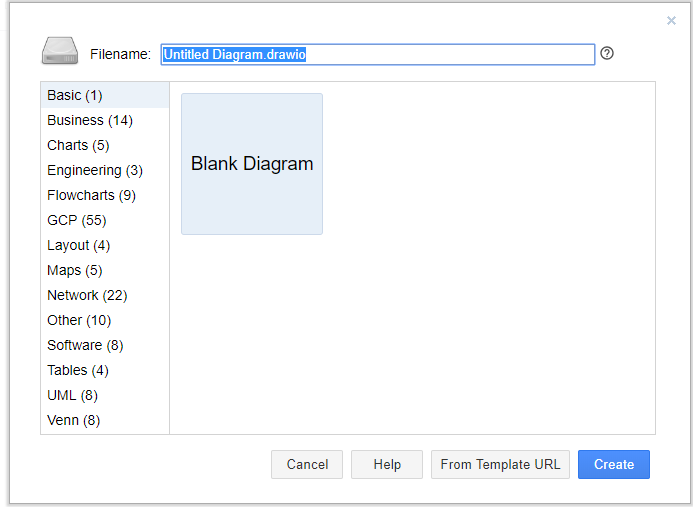 Filename: Untitled Diagram.drawio
Basic (1)
Business (14)
Charts (5)
Engineering (3)
Flowcharts (9)
GCP (55)
Layout (4)
Maps (5)
Network (22)
Other (10)
Software (8)
Tables (4)
UML (8)
Venn (8)
Blank Diagram
Cancel Help From Template URL Create